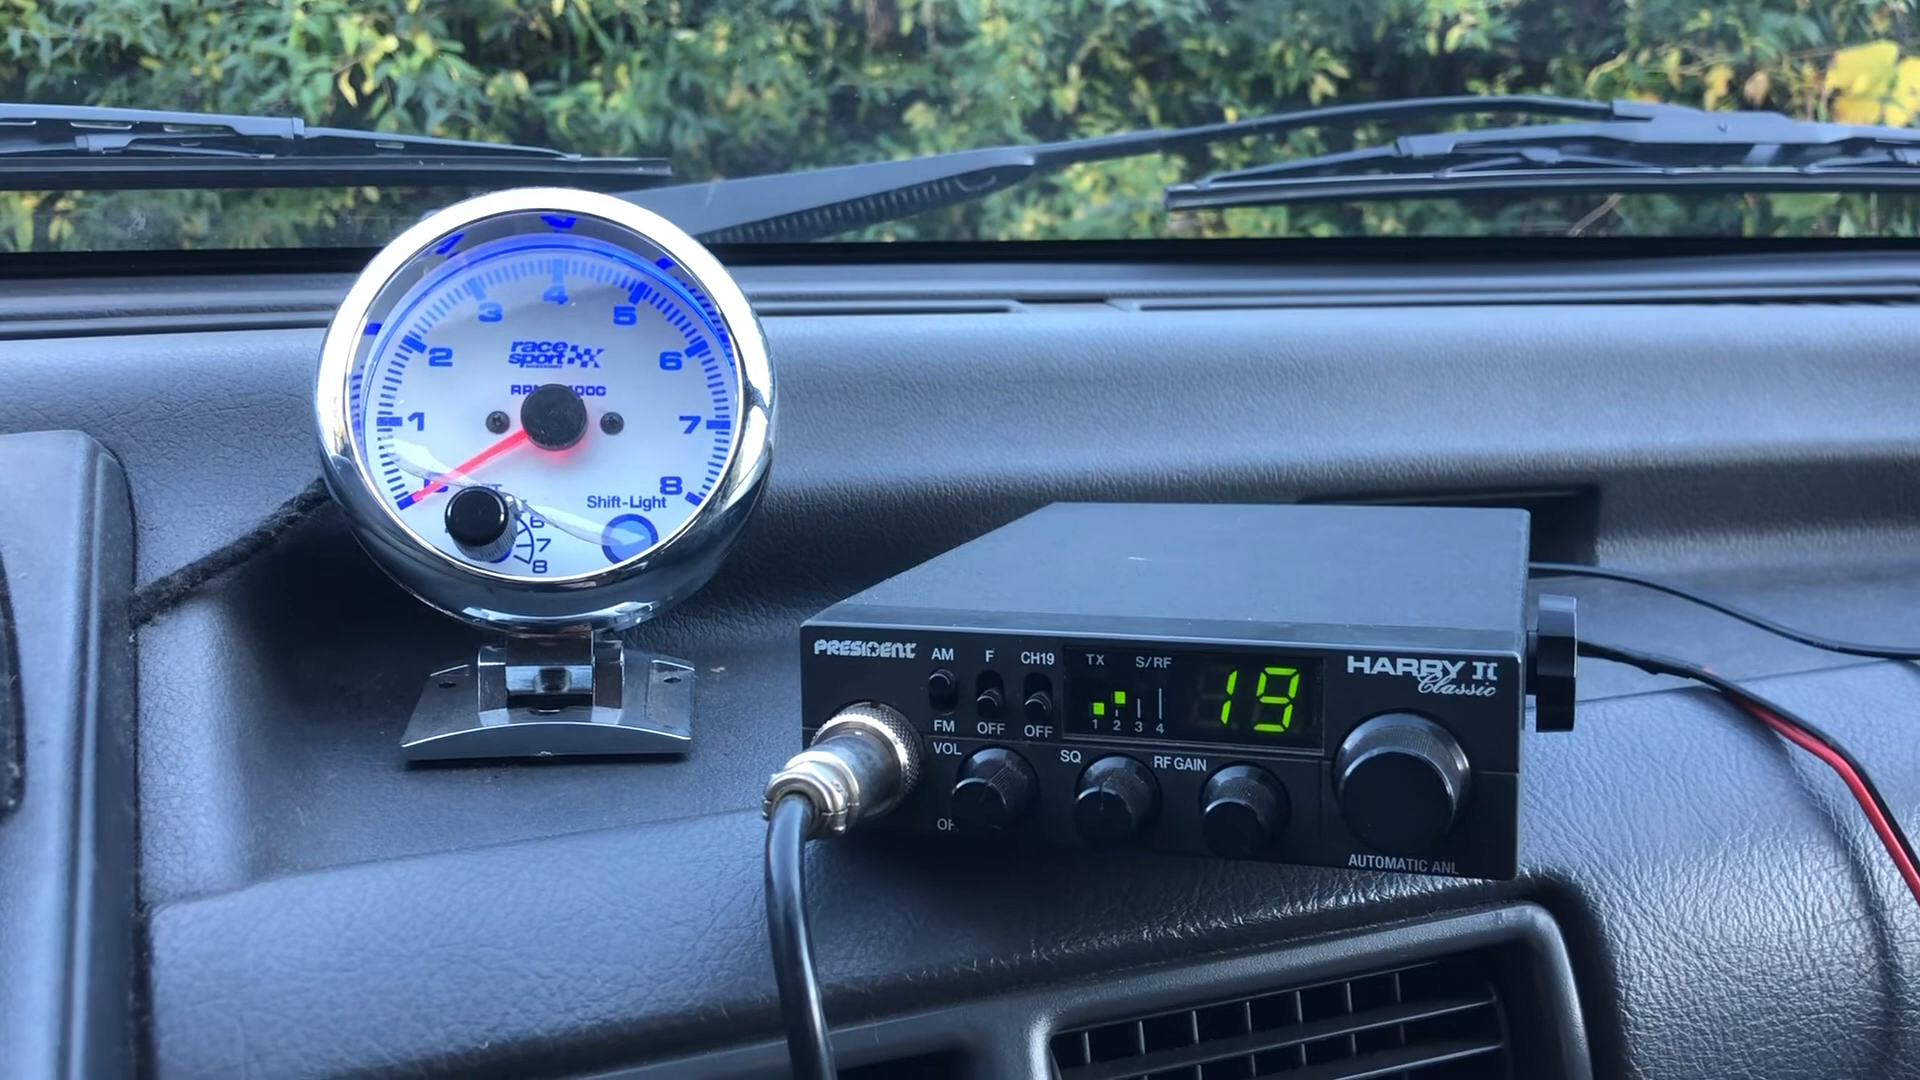 3 4 5
2 6
race
sport
1 7
8
Shift-Light
6
7
8
PRESIDENT
AM F CH19
TX S/RF
19
HARRY II
Classic
1 2 3 4
FM OFF OFF
VOL SQ RF GAIN
AUTOMATIC ANL